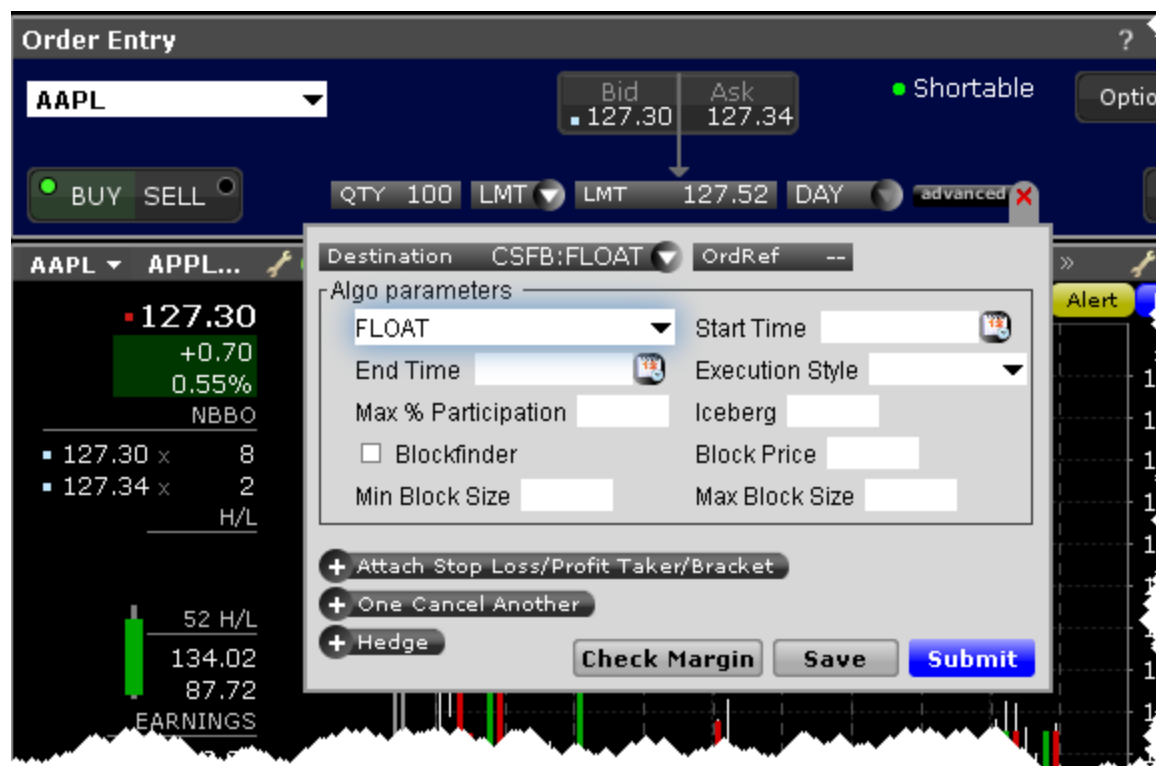 Order Entry ?
AAPL
Bid Ask
127.30 127.34
Shortable
BUY SELL
QTY 100 LMT LMT 127.52 DAY advanced
AAPL APPL...
Destination CSFB:FLOAT OrdRef --
Algo parameters
FLOAT Start Time
End Time Execution Style
Max % Participation Iceberg
Blockfinder Block Price
Min Block Size Max Block Size
Attach Stop Loss/Profit Taker/Bracket
One Cancel Another
Hedge
Check Margin Save Submit
127.30
+0.70
0.55%
NBBO
127.30 x 8
127.34 x 2
H/L
52 H/L
134.02
87.72
EARNINGS
» 
Alert